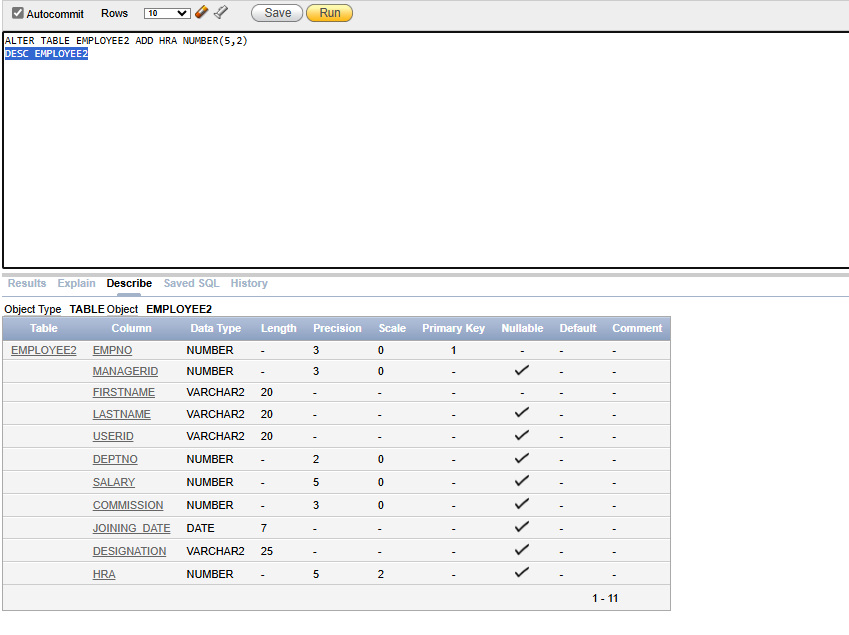 Autocommit Rows 10 Save Run
ALTER TABLE EMPLOYEE2 ADD HRA NUMBER(5,2)
DESC EMPLOYEE2
Results Explain Describe Saved SQL History
Object Type TABLE Object EMPLOYEE2
Table Column Data Type Length Precision Scale Primary Key Nullable Default Comment
EMPLOYEE2 EMPNO NUMBER - 3 0 1 - - -
MANAGERID NUMBER - 3 0 - - -
FIRSTNAME VARCHAR2 20 - - - - - -
LASTNAME VARCHAR2 20 - - - - -
USERID VARCHAR2 20 - - - - -
DEPTNO NUMBER - 2 0 - - -
SALARY NUMBER - 5 0 - - -
COMMISSION NUMBER - 3 0 - - -
JOINING_DATE DATE 7 - - - - -
DESIGNATION VARCHAR2 25 - - - - -
HRA NUMBER - 5 2 - - -
1 - 11